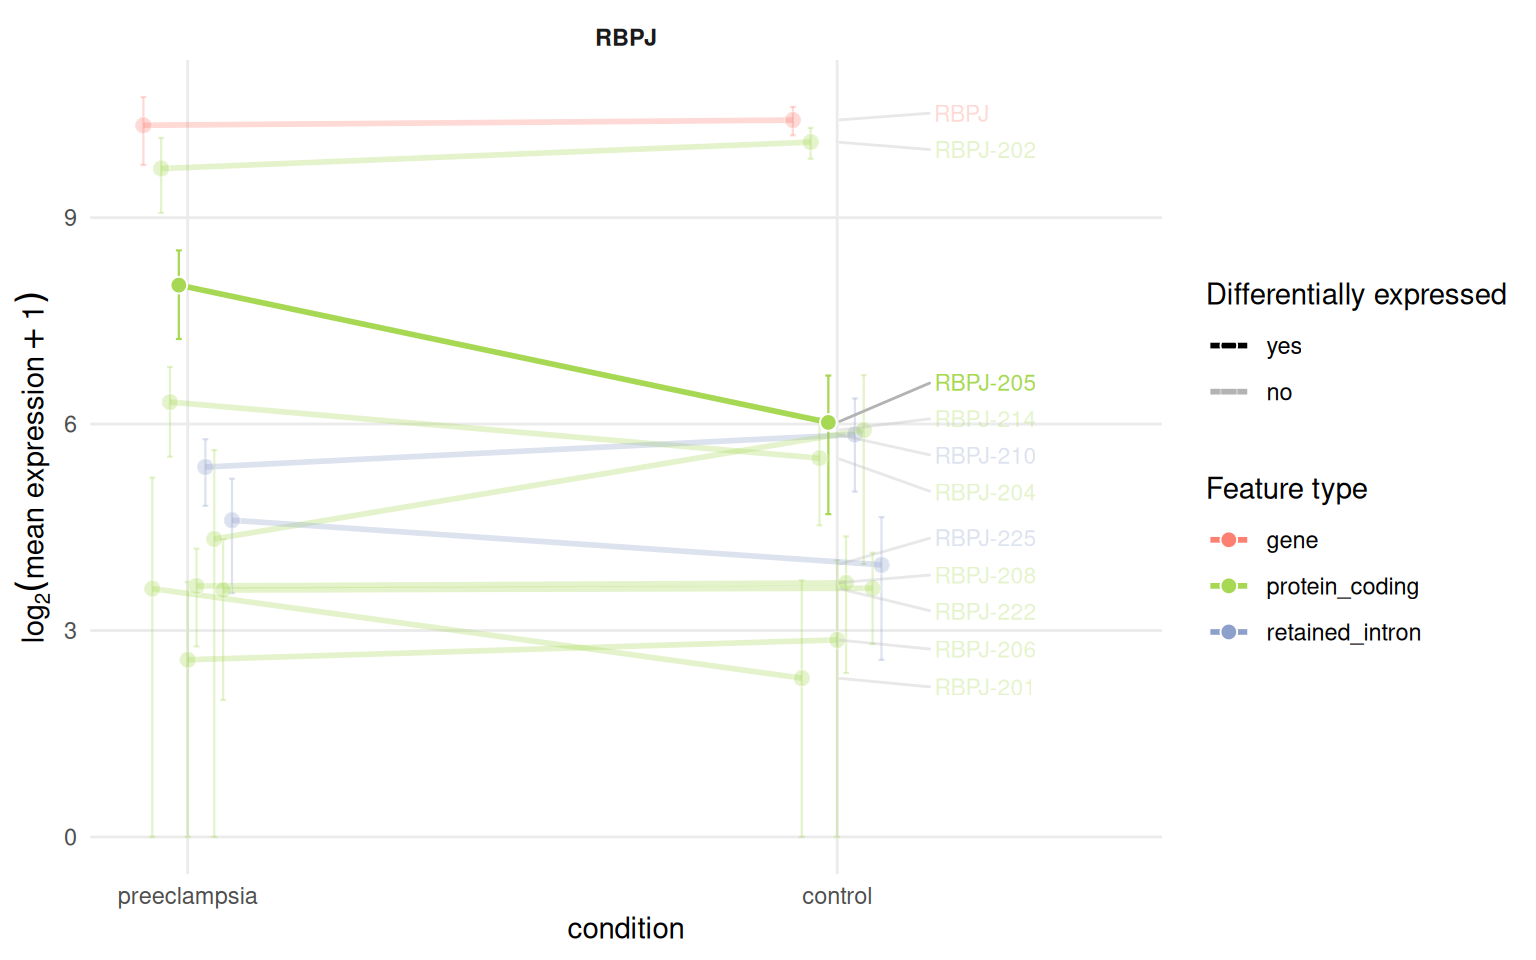 RBPJ
log2(mean expression + 1)
9
6
3
0
RBPJ
RBPJ-202
RBPJ-205
RBPJ-214
RBPJ-210
RBPJ-204
RBPJ-225
RBPJ-208
RBPJ-222
RBPJ-206
RBPJ-201
preeclampsia
control
condition
Differentially expressed
yes
no
Feature type
gene
protein_coding
retained_intron